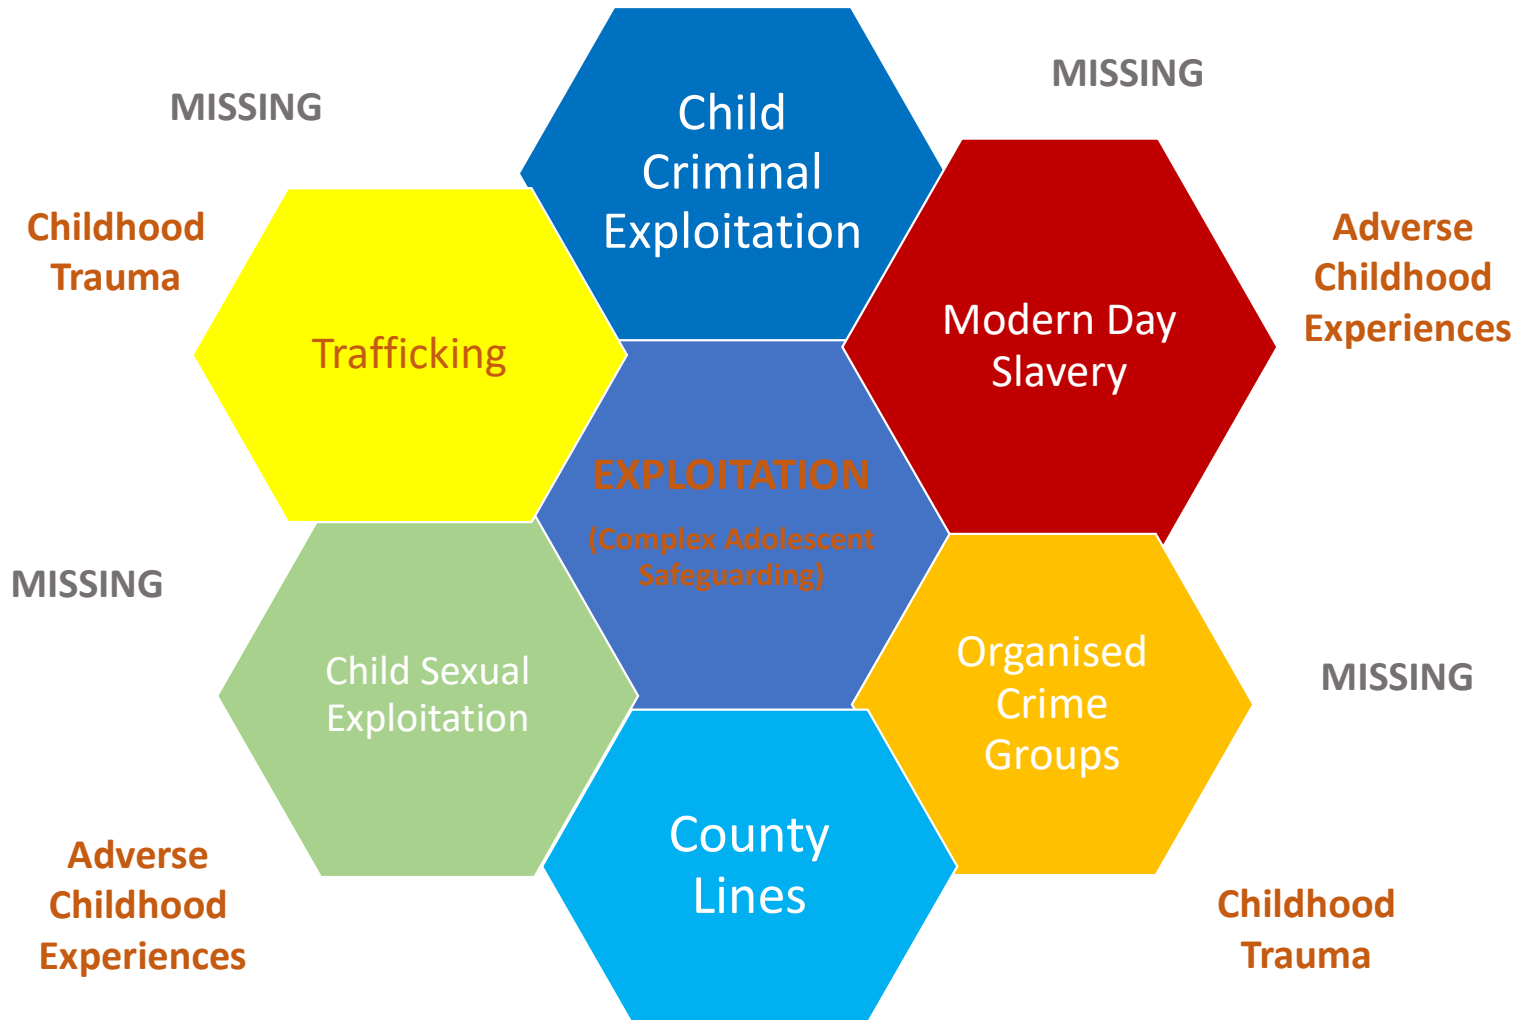 MISSING
MISSING
Child
Criminal
Exploitation
Childhood
Trauma
Adverse
Childhood
Experiences
Trafficking
Modern Day
Slavery
EXPLOITATION
(Complex Adolescent
Safeguarding)
MISSING
MISSING
Child Sexual
Exploitation
Organised
Crime
Groups
County
Lines
Adverse
Childhood
Experiences
Childhood
Trauma